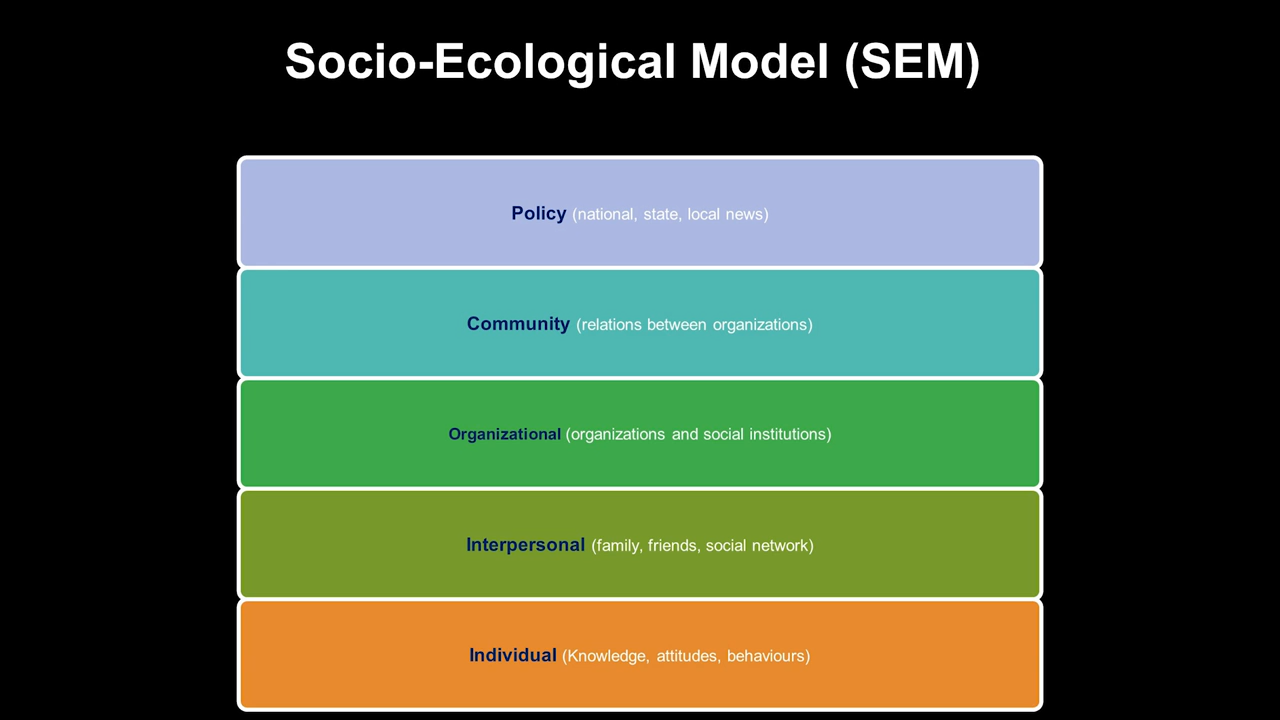 Socio-Ecological Model (SEM)
Policy (national, state, local news)
Community (relations between organizations)
Organizational (organizations and social institutions)
Interpersonal (family, friends, social network)
Individual (Knowledge, attitudes, behaviours)